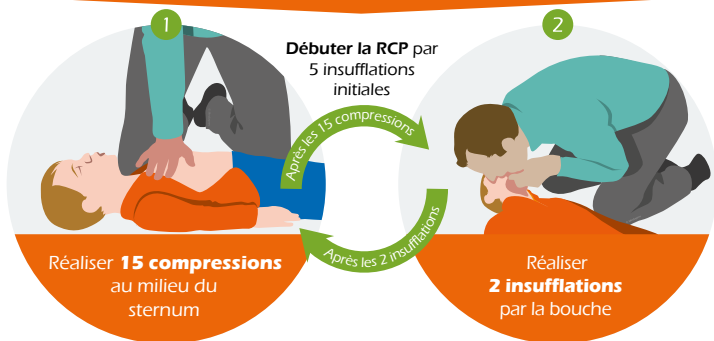 1
Débuter la RCP par
5 insufflations
initiales
2
Après les 15 compressions
Après les 2 insufflations
Réaliser 15 compressions
au milieu du
sternum
Réaliser
2 insufflations
par la bouche